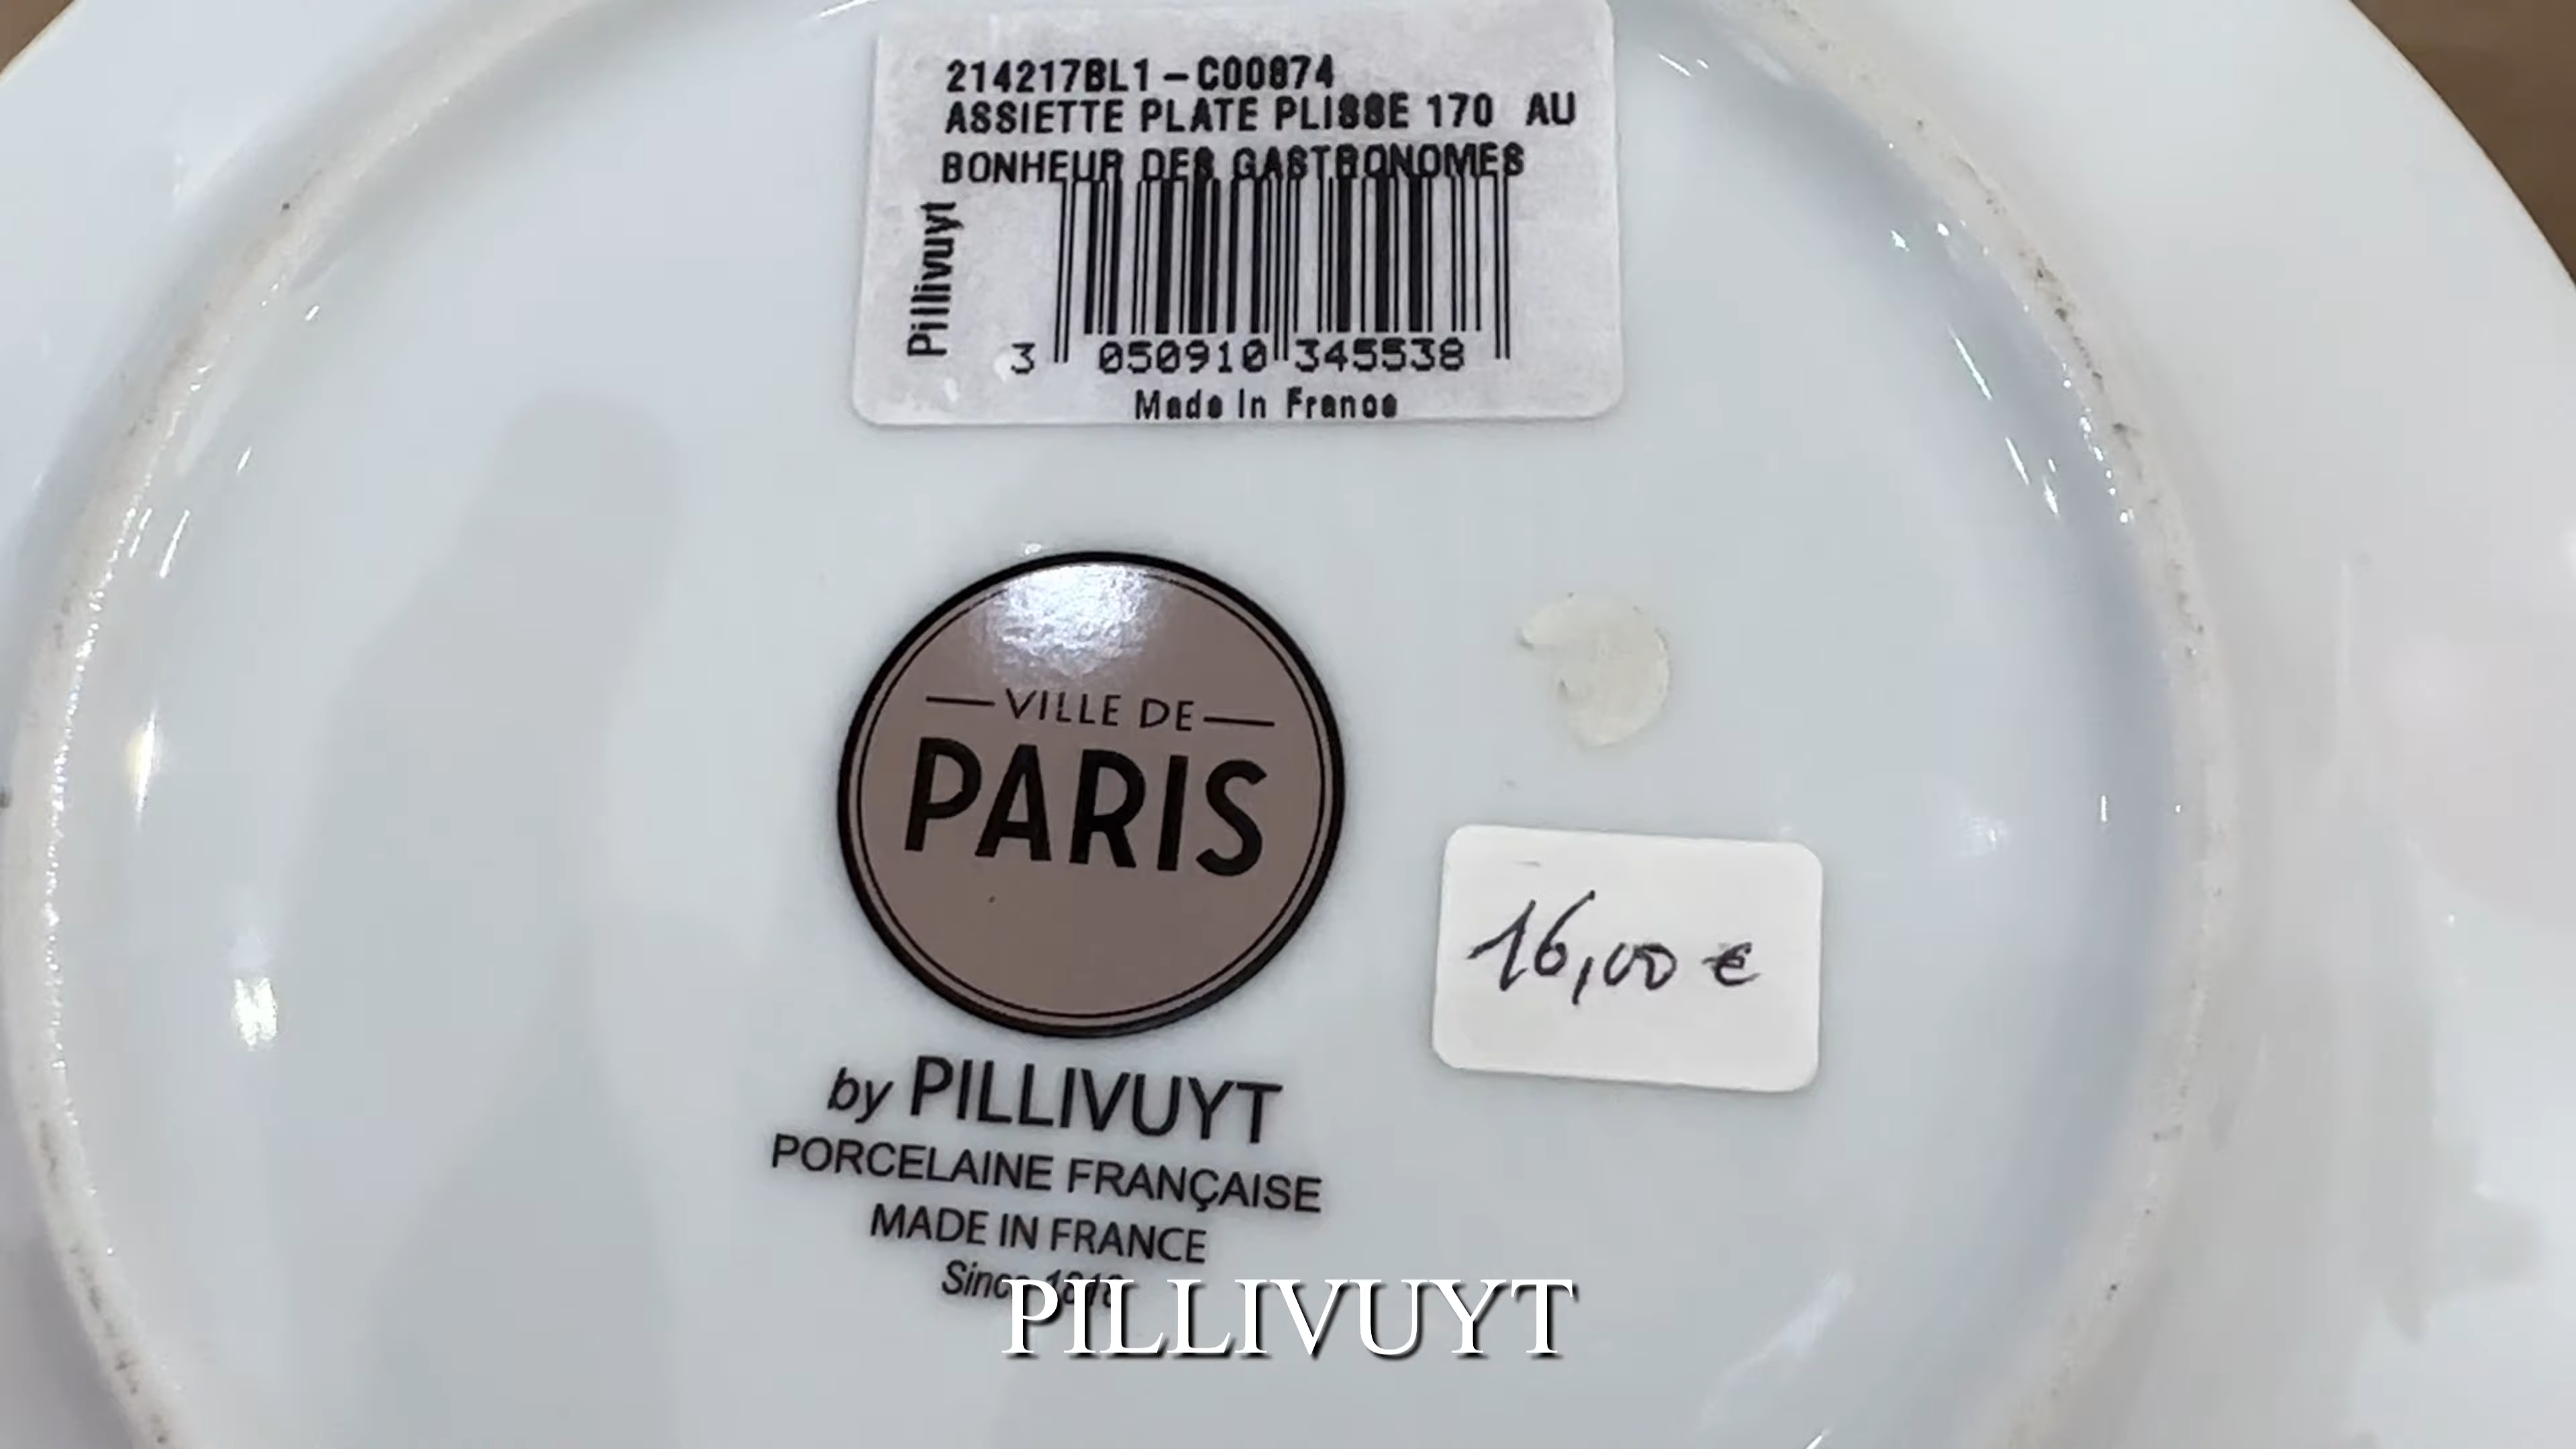 214217BL1-C00874
ASSIETTE PLATE PLISSE 170 AU
BONHEUR DES GASTRONOMES
Pillivuyt
3 050910 345538
Made In France
VILLE DE
PARIS
16,00 €
by PILLIVUYT
PORCELAINE FRANÇAISE
MADE IN FRANCE
Since
PILLIVUYT